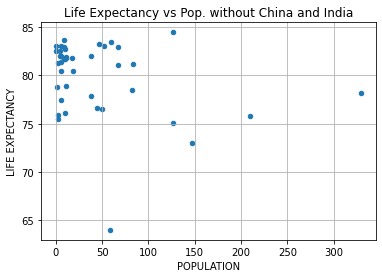 Life Expectancy vs Pop. without China and India
85
80
75
70
65
LIFE EXPECTANCY
0 50 100 150 200 250 300
POPULATION